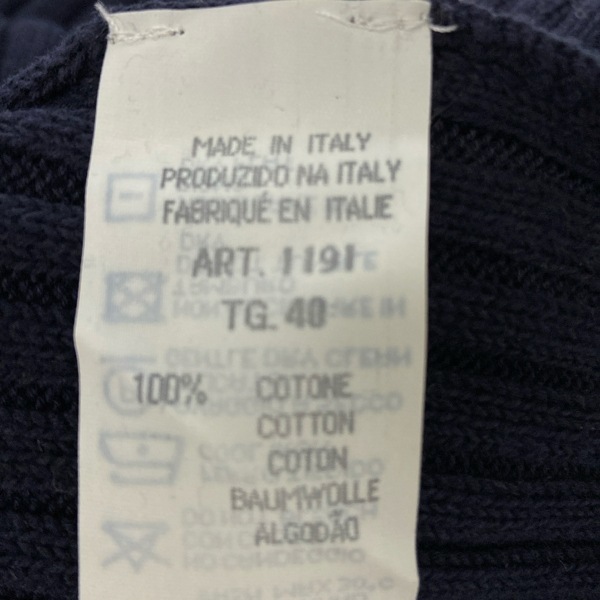 MADE IN ITALY
PRODUZIDO NA ITALY
FABRIQUÉ EN ITALIE
ART. 1191
TG. 40
100% COTONE
COTTON
COTON
BAUMWOLLE
ALGODÃO